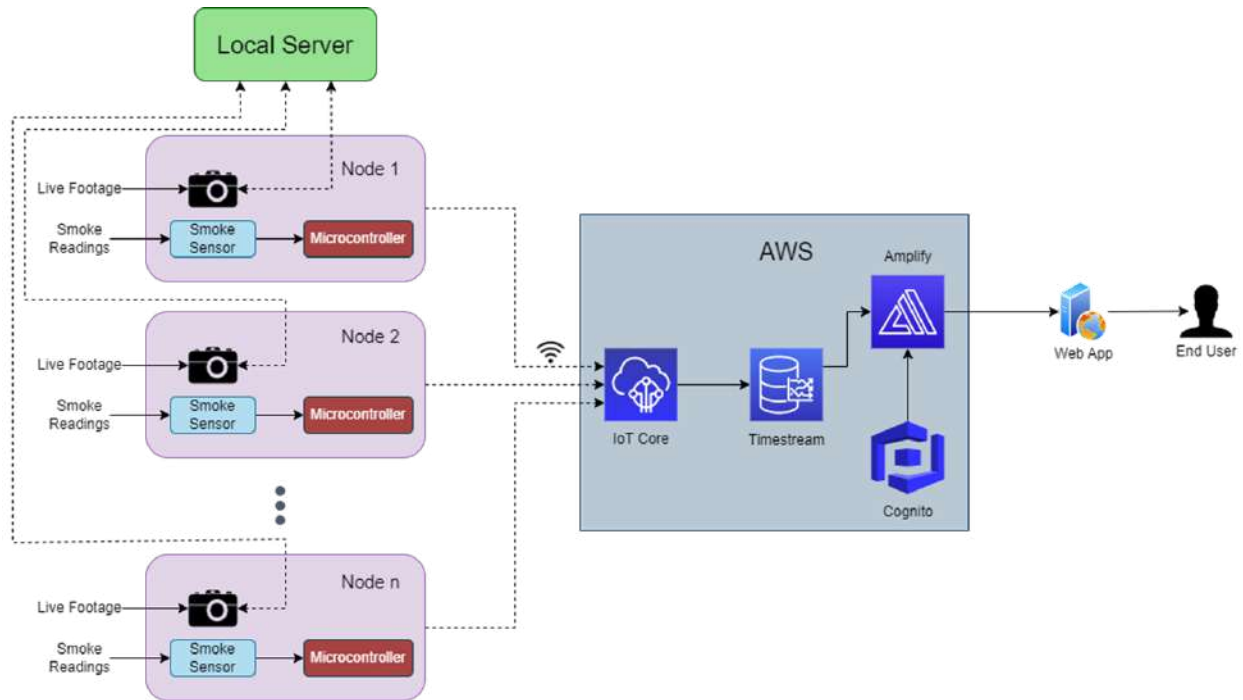 Local Server
Node 1
Live Footage
Smoke
Readings
Smoke
Sensor
Microcontroller
Node 2
Live Footage
Smoke
Readings
Smoke
Sensor
Microcontroller
Node n
Live Footage
Smoke
Readings
Smoke
Sensor
Microcontroller
AWS
Amplify
IoT Core
Timestream
Cognito
Web App
End User